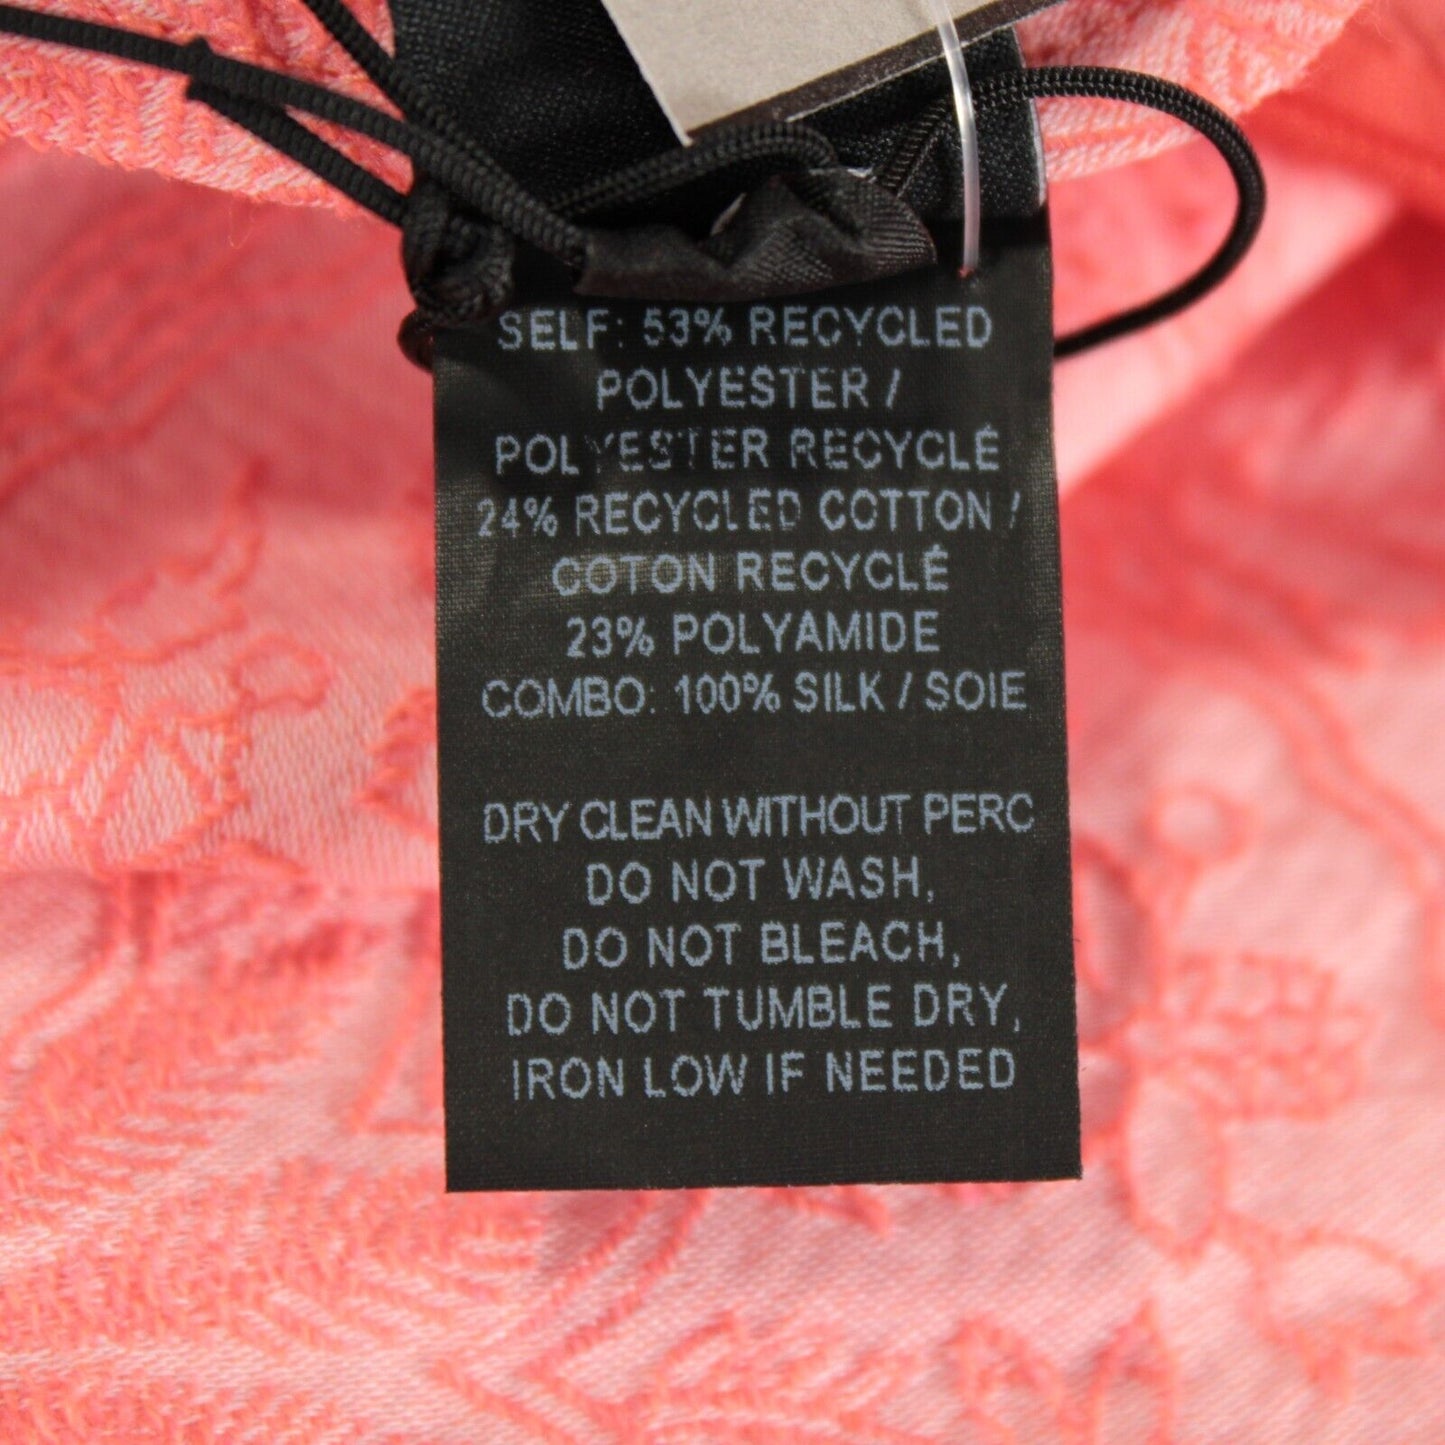 SELF: 53% RECYCLED
POLYESTER /
POLYESTER RECYCLÉ
24% RECYCLED COTTON /
COTON RECYCLÉ
23% POLYAMIDE
COMBO: 100% SILK / SOIE
DRY CLEAN WITHOUT PERC
DO NOT WASH,
DO NOT BLEACH,
DO NOT TUMBLE DRY,
IRON LOW IF NEEDED